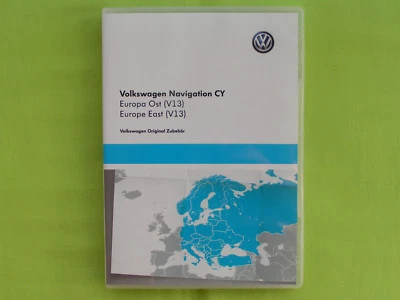 Volkswagen Navigation CY
Europa Ost (V13)
Europe East (V13)
Volkswagen Original Zubehör